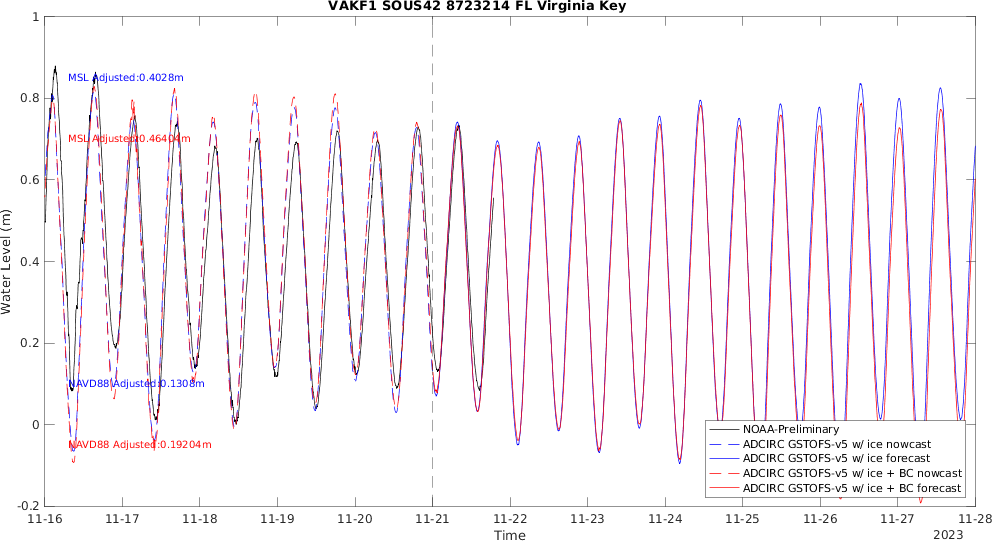 VAKF1 SOUS42 8723214 FL Virginia Key
Water Level (m)
1
0.8
0.6
0.4
0.2
0
-0.2
MSL Adjusted:0.4028m
MSL Adjusted:0.46404m
NAVD88 Adjusted:0.1308m
NAVD88 Adjusted:0.19204m
NOAA-Preliminary
ADCIRC GSTOFS-v5 w/ ice nowcast
ADCIRC GSTOFS-v5 w/ ice forecast
ADCIRC GSTOFS-v5 w/ ice + BC nowcast
ADCIRC GSTOFS-v5 w/ ice + BC forecast
11-16 11-17 11-18 11-19 11-20 11-21 11-22 11-23 11-24 11-25 11-26 11-27 11-28
Time
2023